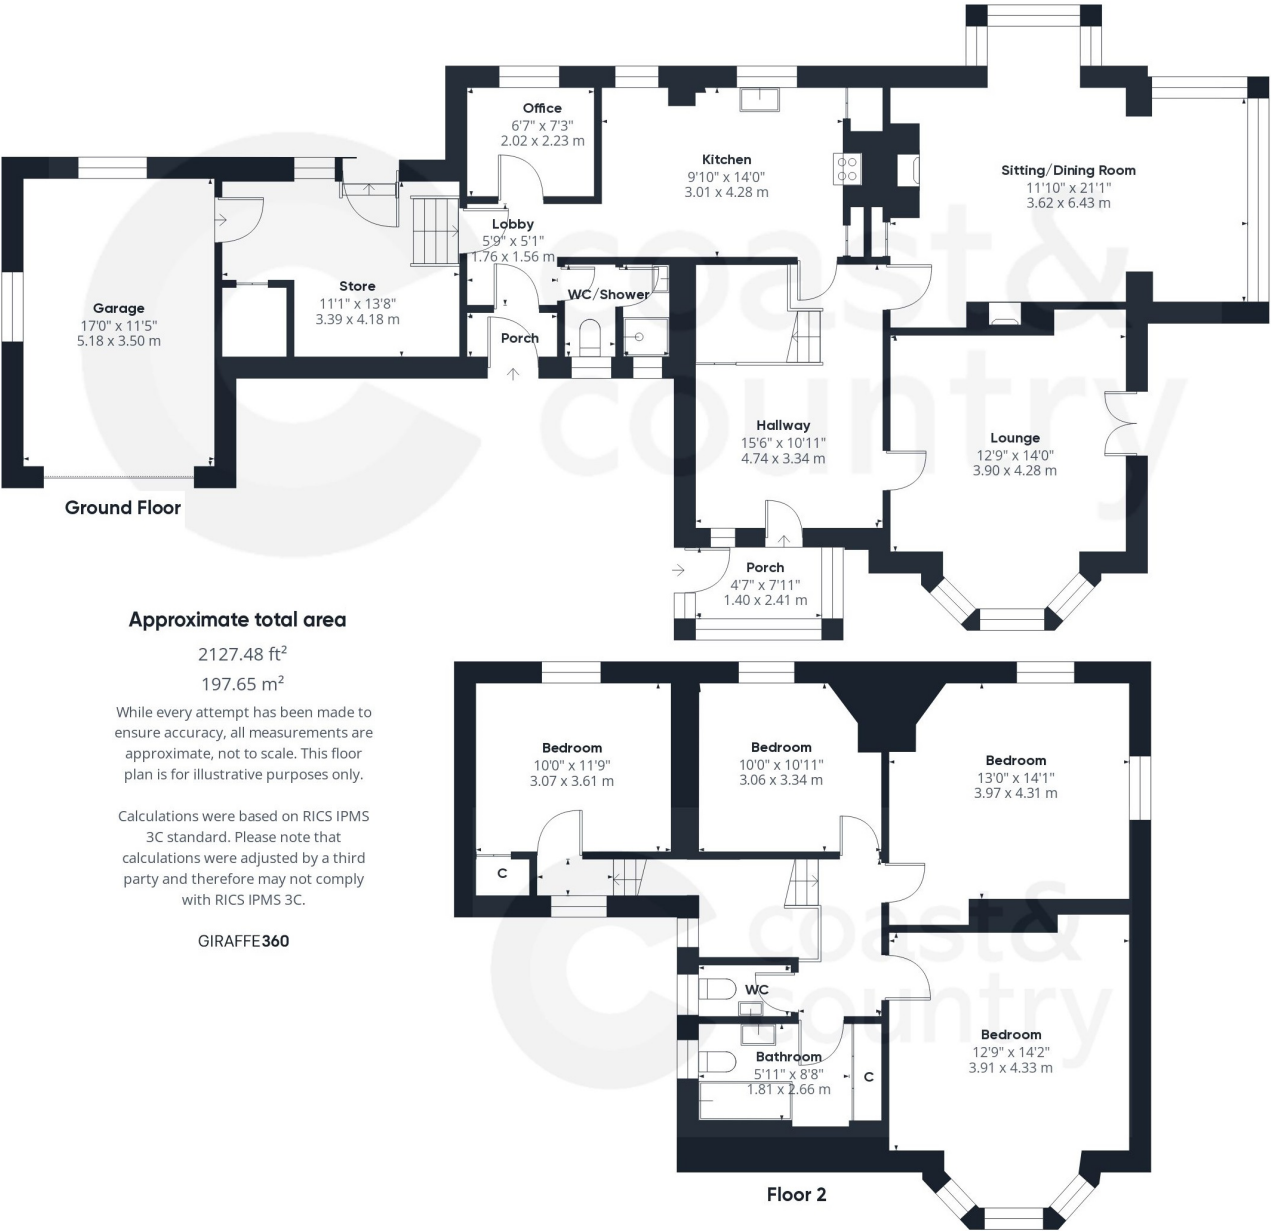 Office
6'7" x 7'3"
2.02 x 2.23 m
Kitchen
9'10" x 14'0"
3.01 x 4.28 m
Sitting/Dining Room
11'10" x 21'1"
3.62 x 6.43 m
Lobby
5'9" x 5'1"
1.76 x 1.56 m
Store
11'1" x 13'8"
3.39 x 4.18 m
WC/Shower
Garage
17'0" x 11'5"
5.18 x 3.50 m
Porch
Hallway
15'6" x 10'11"
4.74 x 3.34 m
Lounge
12'9" x 14'0"
3.90 x 4.28 m
coast &
country
Ground Floor
Porch
4'7" x 7'11"
1.40 x 2.41 m
Approximate total area
2127.48 ft²
197.65 m²
While every attempt has been made to
ensure accuracy, all measurements are
approximate, not to scale. This floor
plan is for illustrative purposes only.
Calculations were based on RICS IPMS
3C standard. Please note that
calculations were adjusted by a third
party and therefore may not comply
with RICS IPMS 3C.
GIRAFFE360
Bedroom
10'0" x 11'9"
3.07 x 3.61 m
Bedroom
10'0" x 10'11"
3.06 x 3.34 m
Bedroom
13'0" x 14'1"
3.97 x 4.31 m
C
coast &
country
WC
Bedroom
12'9" x 14'2"
3.91 x 4.33 m
Bathroom
5'11" x 8'8"
1.81 x 2.66 m
C
Floor 2